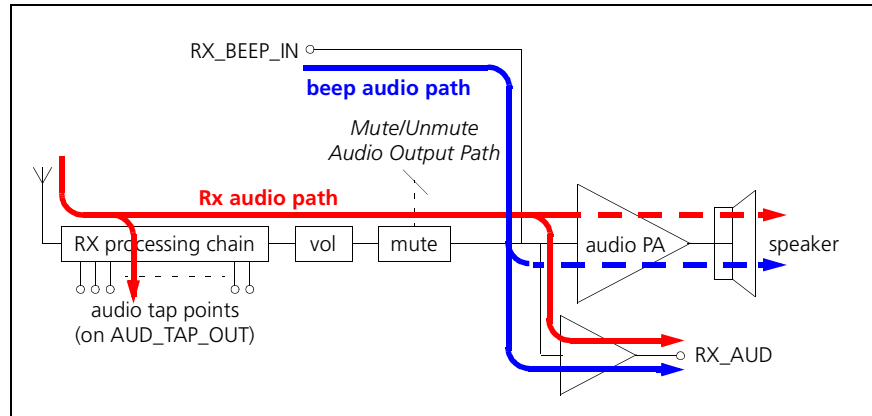 RX_BEEP_IN
beep audio path
Mute/Unmute
Audio Output Path
Rx audio path
RX processing chain
vol
mute
audio PA
speaker
audio tap points
(on AUD_TAP_OUT)
RX_AUD